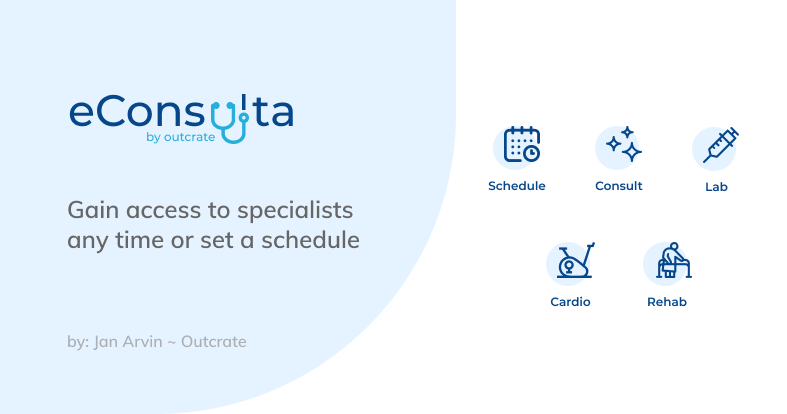 eConsulta
by outcrate
Gain access to specialists
any time or set a schedule
by: Jan Arvin ~ Outcrate
Schedule
Consult
Lab
Cardio
Rehab